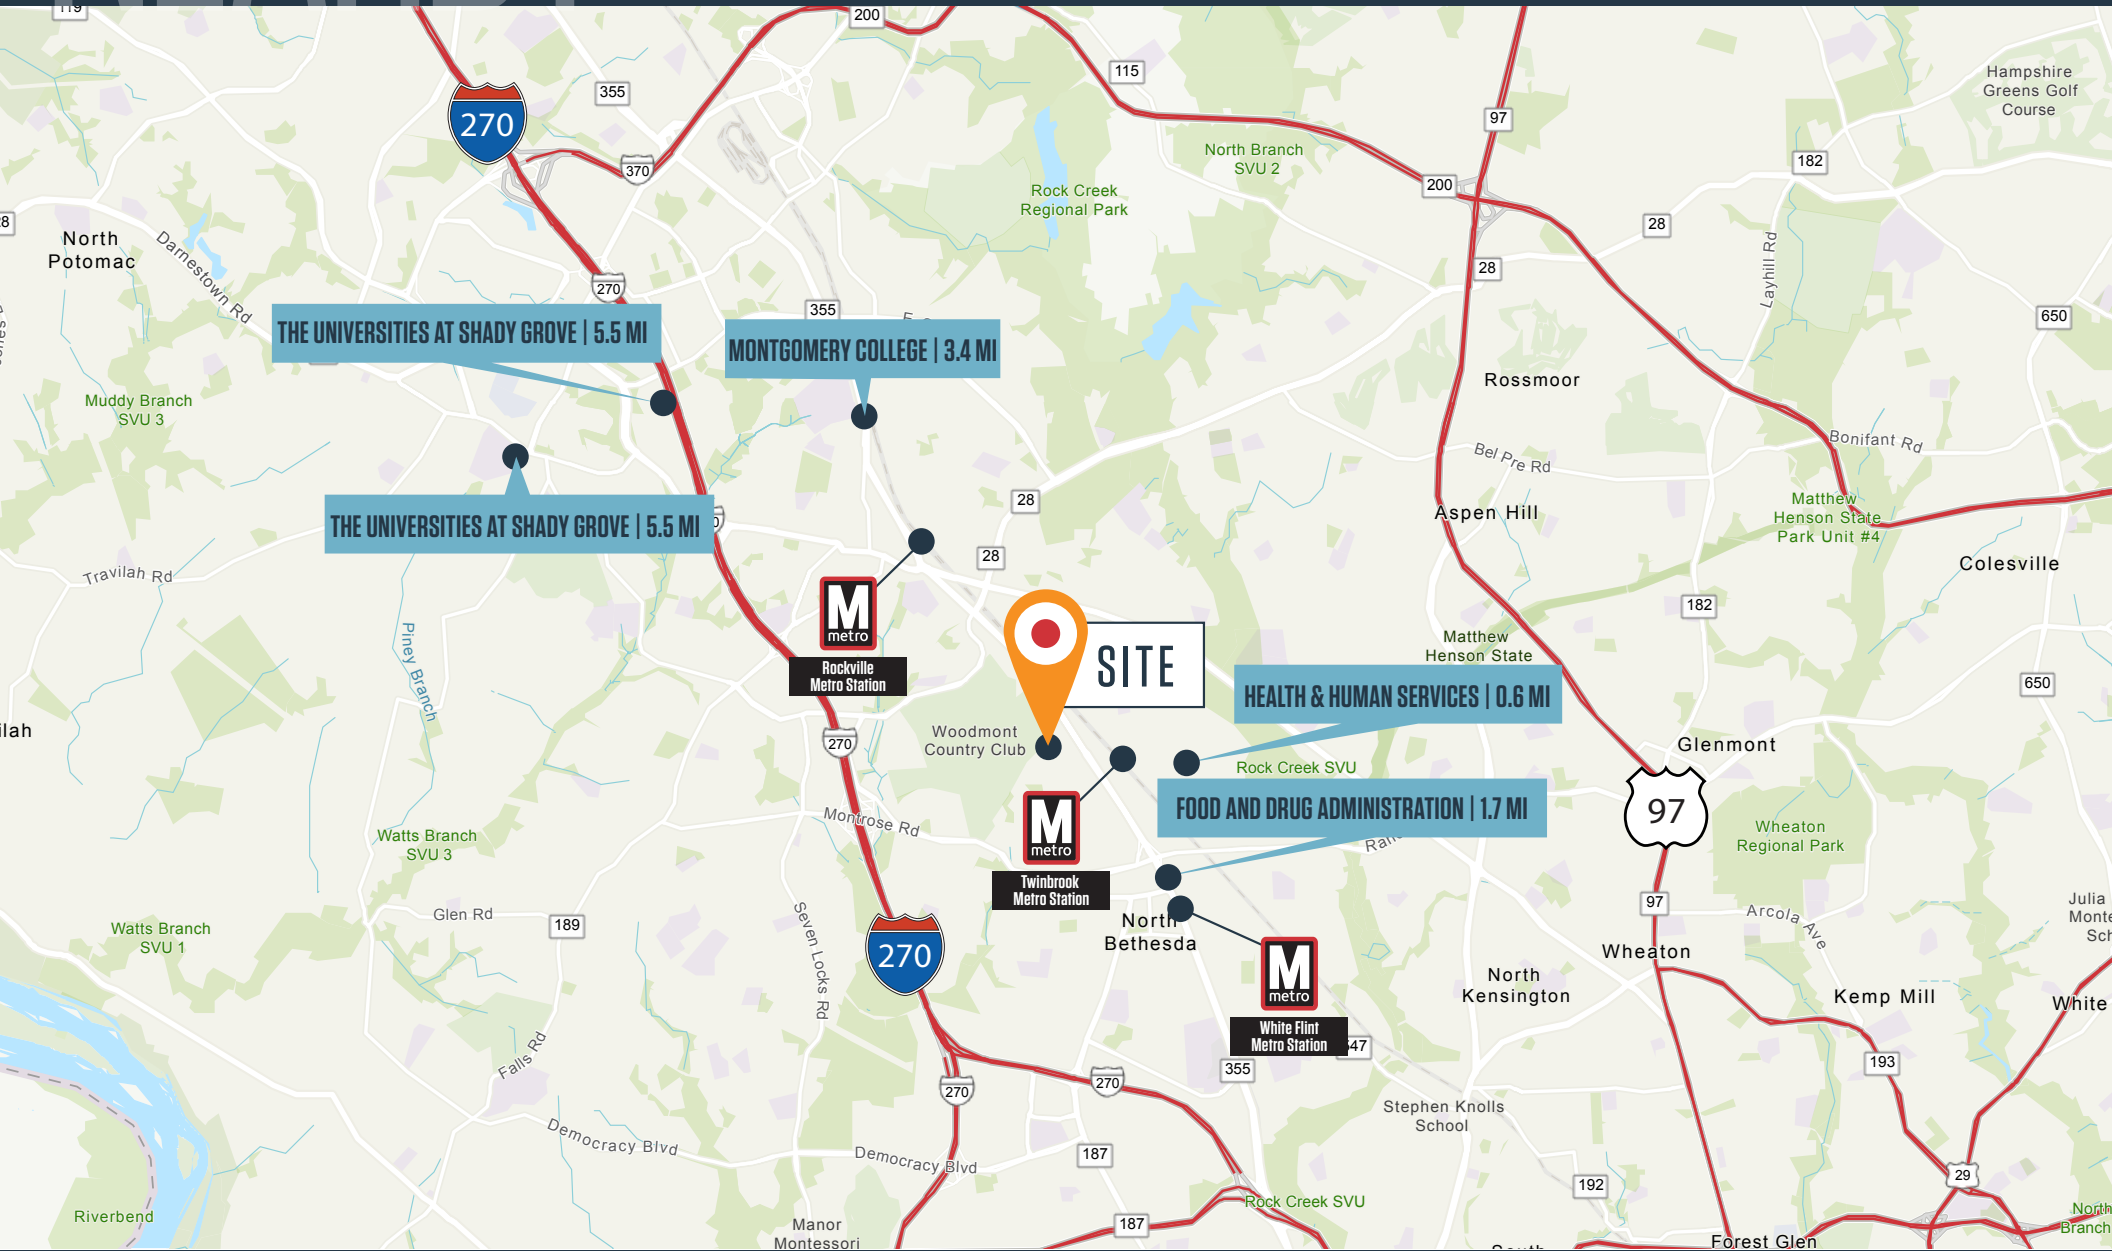 200
115
355
97
Hampshire
Greens Golf
Course
270
370
North Branch
SVU 2
182
Rock Creek
Regional Park
200
28
North
Potomac
Darnestown Rd
28
Layhill Rd
270
355
650
THE UNIVERSITIES AT SHADY GROVE | 5.5 MI
MONTGOMERY COLLEGE | 3.4 MI
Rossmoor
Muddy Branch
SVU 3
Bonifant Rd
Bel Pre Rd
28
Matthew
Henson State
Park Unit #4
Aspen Hill
THE UNIVERSITIES AT SHADY GROVE | 5.5 MI
28
Colesville
Travilah Rd
182
M
metro
Rockville
Metro Station
Piney Branch
SITE
Matthew
Henson State
HEALTH & HUMAN SERVICES | 0.6 MI
650
270
Woodmont
Country Club
Glenmont
Rock Creek SVU
FOOD AND DRUG ADMINISTRATION | 1.7 MI
97
Montrose Rd
M
metro
Twinbrook
Metro Station
Watts Branch
SVU 3
Wheaton
Regional Park
Glen Rd
189
Seven Locks Rd
97
Arcola Ave
North
Bethesda
Watts Branch
SVU 1
270
Wheaton
M
metro
White Flint
Metro Station
North
Kensington
Kemp Mill
White
Falls Rd
355
193
270
270
Stephen Knolls
School
Democracy Blvd
Democracy Blvd
187
192
29
Rock Creek SVU
Riverbend
187
Manor
Montessori
North
Branch
Forest Glen